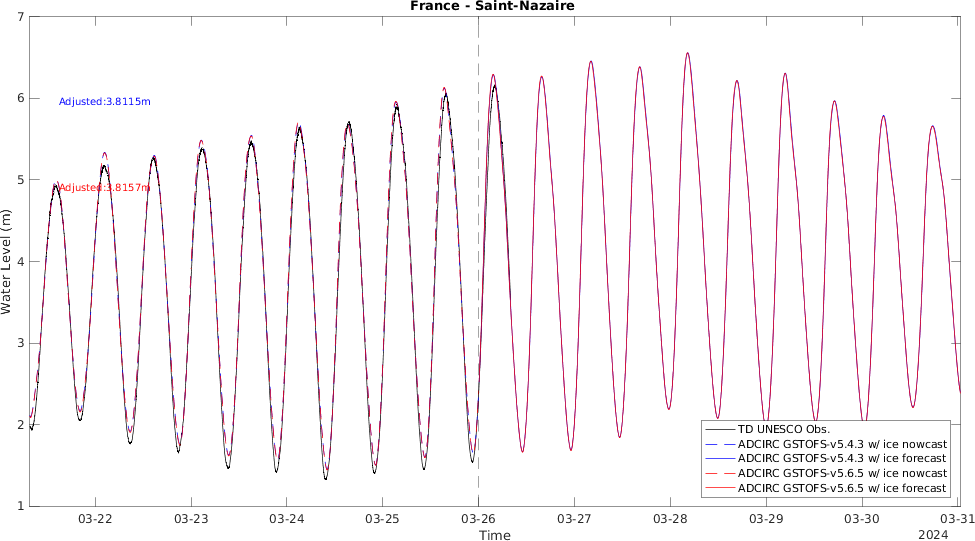 France - Saint-Nazaire
7
6
5
4
3
2
1
Water Level (m)
Adjusted:3.8115m
Adjusted:3.8157m
TD UNESCO Obs.
ADCIRC GSTOFS-v5.4.3 w/ ice nowcast
ADCIRC GSTOFS-v5.4.3 w/ ice forecast
ADCIRC GSTOFS-v5.6.5 w/ ice nowcast
ADCIRC GSTOFS-v5.6.5 w/ ice forecast
03-22 03-23 03-24 03-25 03-26 03-27 03-28 03-29 03-30 03-31
Time
2024